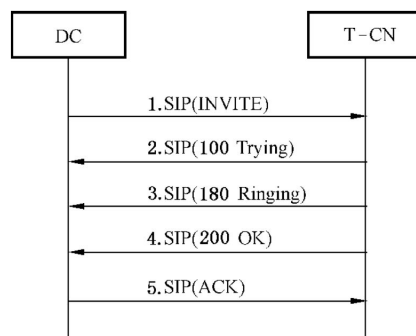 DC
T-CN
1.SIP(INVITE)
2.SIP(100 Trying)
3.SIP(180 Ringing)
4.SIP(200 OK)
5.SIP(ACK)